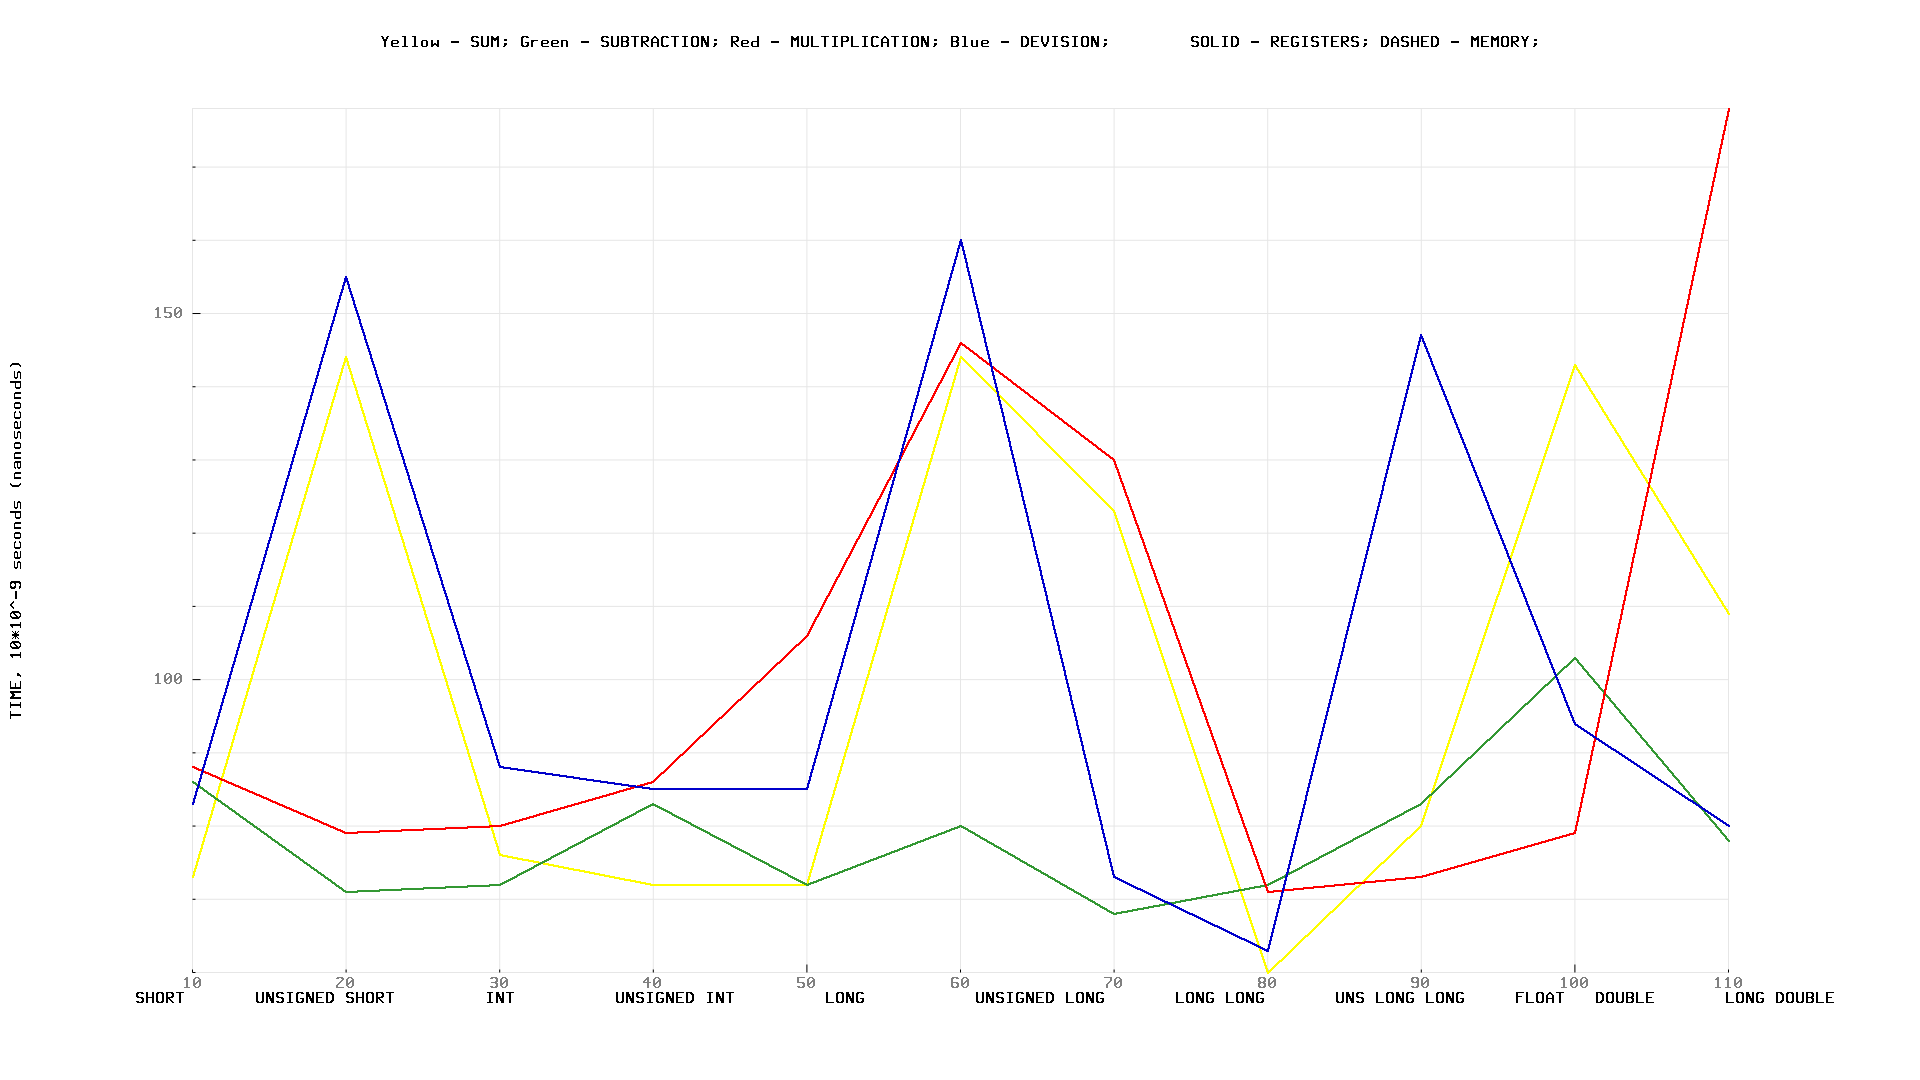 Yellow - SUM; Green - SUBTRACTION; Red - MULTIPLICATION; Blue - DEVISION; SOLID - REGISTERS; DASHED - MEMORY;
TIME, 10*10^-9 seconds (nanoseconds)
150
100
10 20 30 40 50 60 70 80 90 100 110
SHORT UNSIGNED SHORT INT UNSIGNED INT LONG UNSIGNED LONG LONG LONG UNS LONG LONG FLOAT DOUBLE LONG DOUBLE